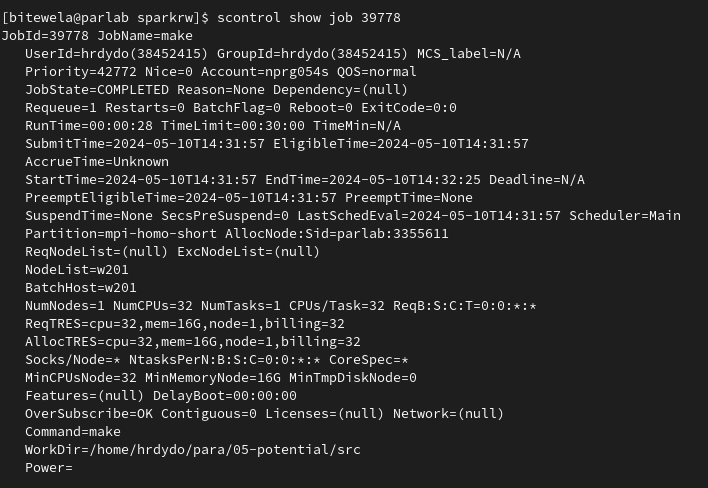 [bitewela@parlab sparkrw]$ scontrol show job 39778
JobId=39778 JobName=make
UserId=hrdydo(38452415) GroupId=hrdydo(38452415) MCS_label=N/A
Priority=42772 Nice=0 Account=nprg054s QOS=normal
JobState=COMPLETED Reason=None Dependency=(null)
Requeue=1 Restarts=0 BatchFlag=0 Reboot=0 ExitCode=0:0
RunTime=00:00:28 TimeLimit=00:30:00 TimeMin=N/A
SubmitTime=2024-05-10T14:31:57 EligibleTime=2024-05-10T14:31:57
AccrueTime=Unknown
StartTime=2024-05-10T14:31:57 EndTime=2024-05-10T14:32:25 Deadline=N/A
PreemptEligibleTime=2024-05-10T14:31:57 PreemptTime=None
SuspendTime=None SecsPreSuspend=0 LastSchedEval=2024-05-10T14:31:57 Scheduler=Main
Partition=mpi-homo-short AllocNode:Sid=parlab:3355611
ReqNodeList=(null) ExcNodeList=(null)
NodeList=w201
BatchHost=w201
NumNodes=1 NumCPUs=32 NumTasks=1 CPUs/Task=32 ReqB:S:C:T=0:0:*:*
ReqTRES=cpu=32,mem=16G,node=1,billing=32
AllocTRES=cpu=32,mem=16G,node=1,billing=32
Socks/Node=* NtasksPerN:B:S:C=0:0:*:* CoreSpec=*
MinCPUsNode=32 MinMemoryNode=16G MinTmpDiskNode=0
Features=(null) DelayBoot=00:00:00
OverSubscribe=OK Contiguous=0 Licenses=(null) Network=(null)
Command=make
WorkDir=/home/hrdydo/para/05-potential/src
Power=